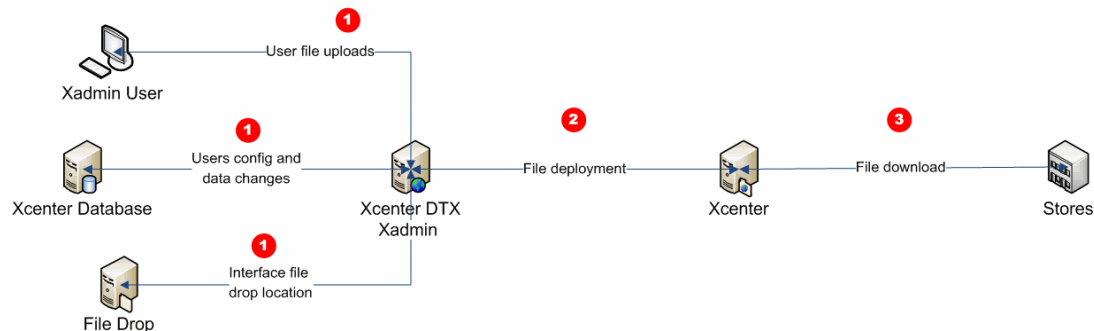 1
User file uploads
Xadmin User
1
Users config and
data changes
Xcenter Database
Xcenter DTX
Xadmin
2
File deployment
Xcenter
3
File download
Stores
1
Interface file
drop location
File Drop